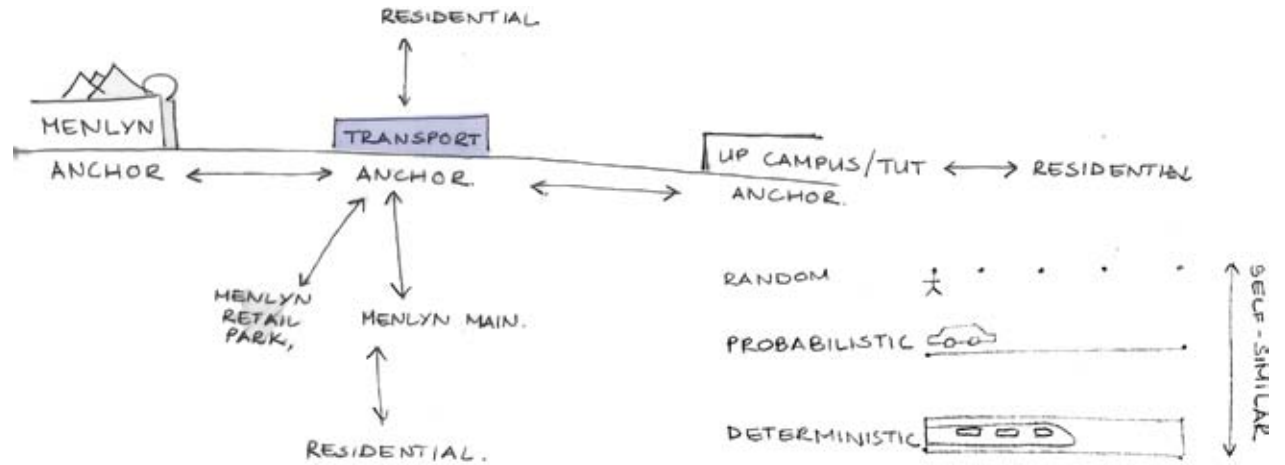 RESIDENTIAL
MENLYN
TRANSPORT
UP CAMPUS/TUT
RESIDENTIAL
ANCHOR
ANCHOR.
ANCHOR.
MENLYN
RETAIL
PARK,
MENLYN MAIN.
RESIDENTIAL.
RANDOM
PROBABILISTIC
DETERMINISTIC
SELF-SIMILAR